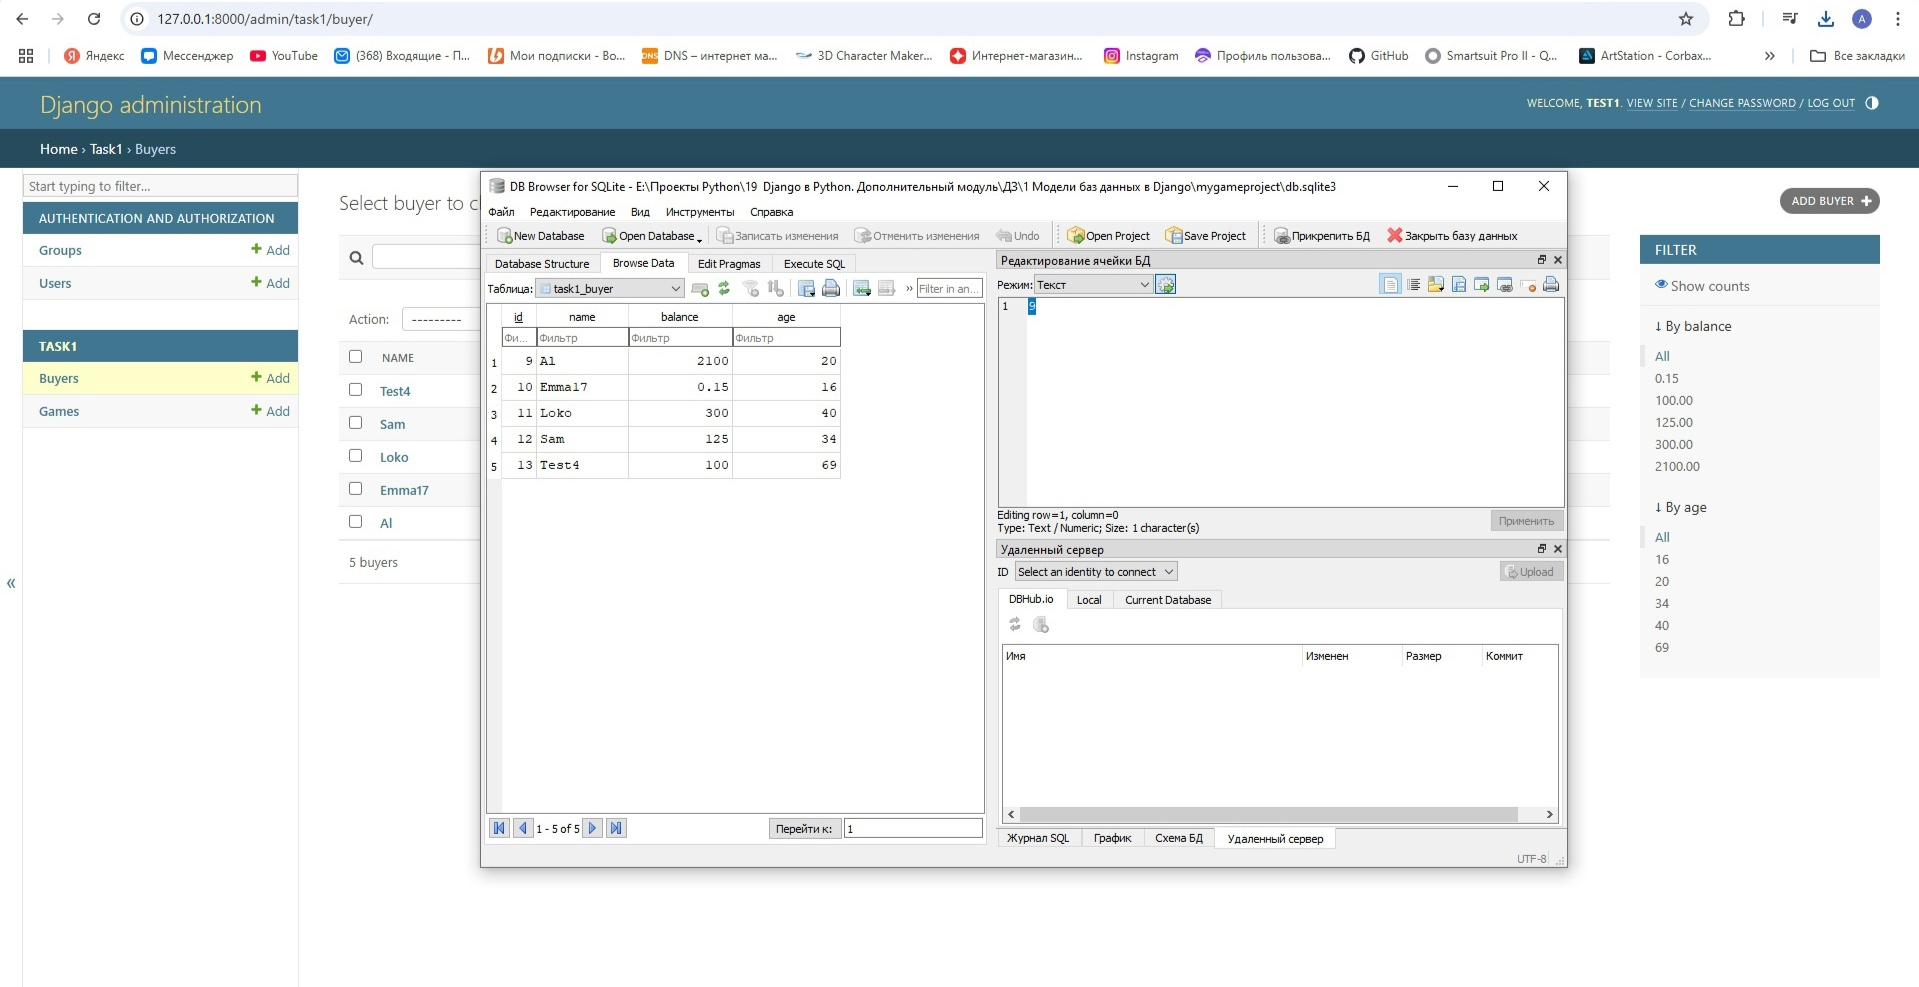 127.0.0.1:8000/admin/task1/buyer/
Яндекс
Мессенджер
YouTube
(368) Входящие - П...
Мои подписки - Во...
DNS – интернет ма...
3D Character Maker...
Интернет-магазин...
Instagram
Профиль пользова...
GitHub
Smartsuit Pro II - Q...
ArtStation - Corbax...
»
Все закладки
Django administration
WELCOME, TEST1. VIEW SITE / CHANGE PASSWORD / LOG OUT
Home › Task1 › Buyers
Start typing to filter...
AUTHENTICATION AND AUTHORIZATION
Groups + Add
Users + Add
TASK1
Buyers + Add
Games + Add
«
Select buyer to c
Action: ---------
NAME
Test4
Sam
Loko
Emma17
Al
5 buyers
DB Browser for SQLite - E:\Проекты Python\19 Django в Python. Дополнительный модуль\ДЗ\1 Модели баз данных в Django\mygameproject\db.sqlite3
Файл Редактирование Вид Инструменты Справка
New Database Open Database Записать изменения Отменить изменения Undo Open Project Save Project Прикрепить БД Закрыть базу данных
Database Structure Browse Data Edit Pragmas Execute SQL
Таблица: task1_buyer » Filter in an...
id name balance age
Фи... Фильтр Фильтр Фильтр
1 9 Al 2100 20
2 10 Emma17 0.15 16
3 11 Loko 300 40
4 12 Sam 125 34
5 13 Test4 100 69
1 - 5 of 5
Перейти к: 1
Редактирование ячейки БД
Режим: Текст
1 9
Editing row=1, column=0
Type: Text / Numeric; Size: 1 character(s)
Применить
Удаленный сервер
ID Select an identity to connect Upload
DBHub.io Local Current Database
Имя Изменен Размер Коммит
Журнал SQL График Схема БД Удаленный сервер
UTF-8
ADD BUYER +
FILTER
Show counts
↓ By balance
All
0.15
100.00
125.00
300.00
2100.00
↓ By age
All
16
20
34
40
69